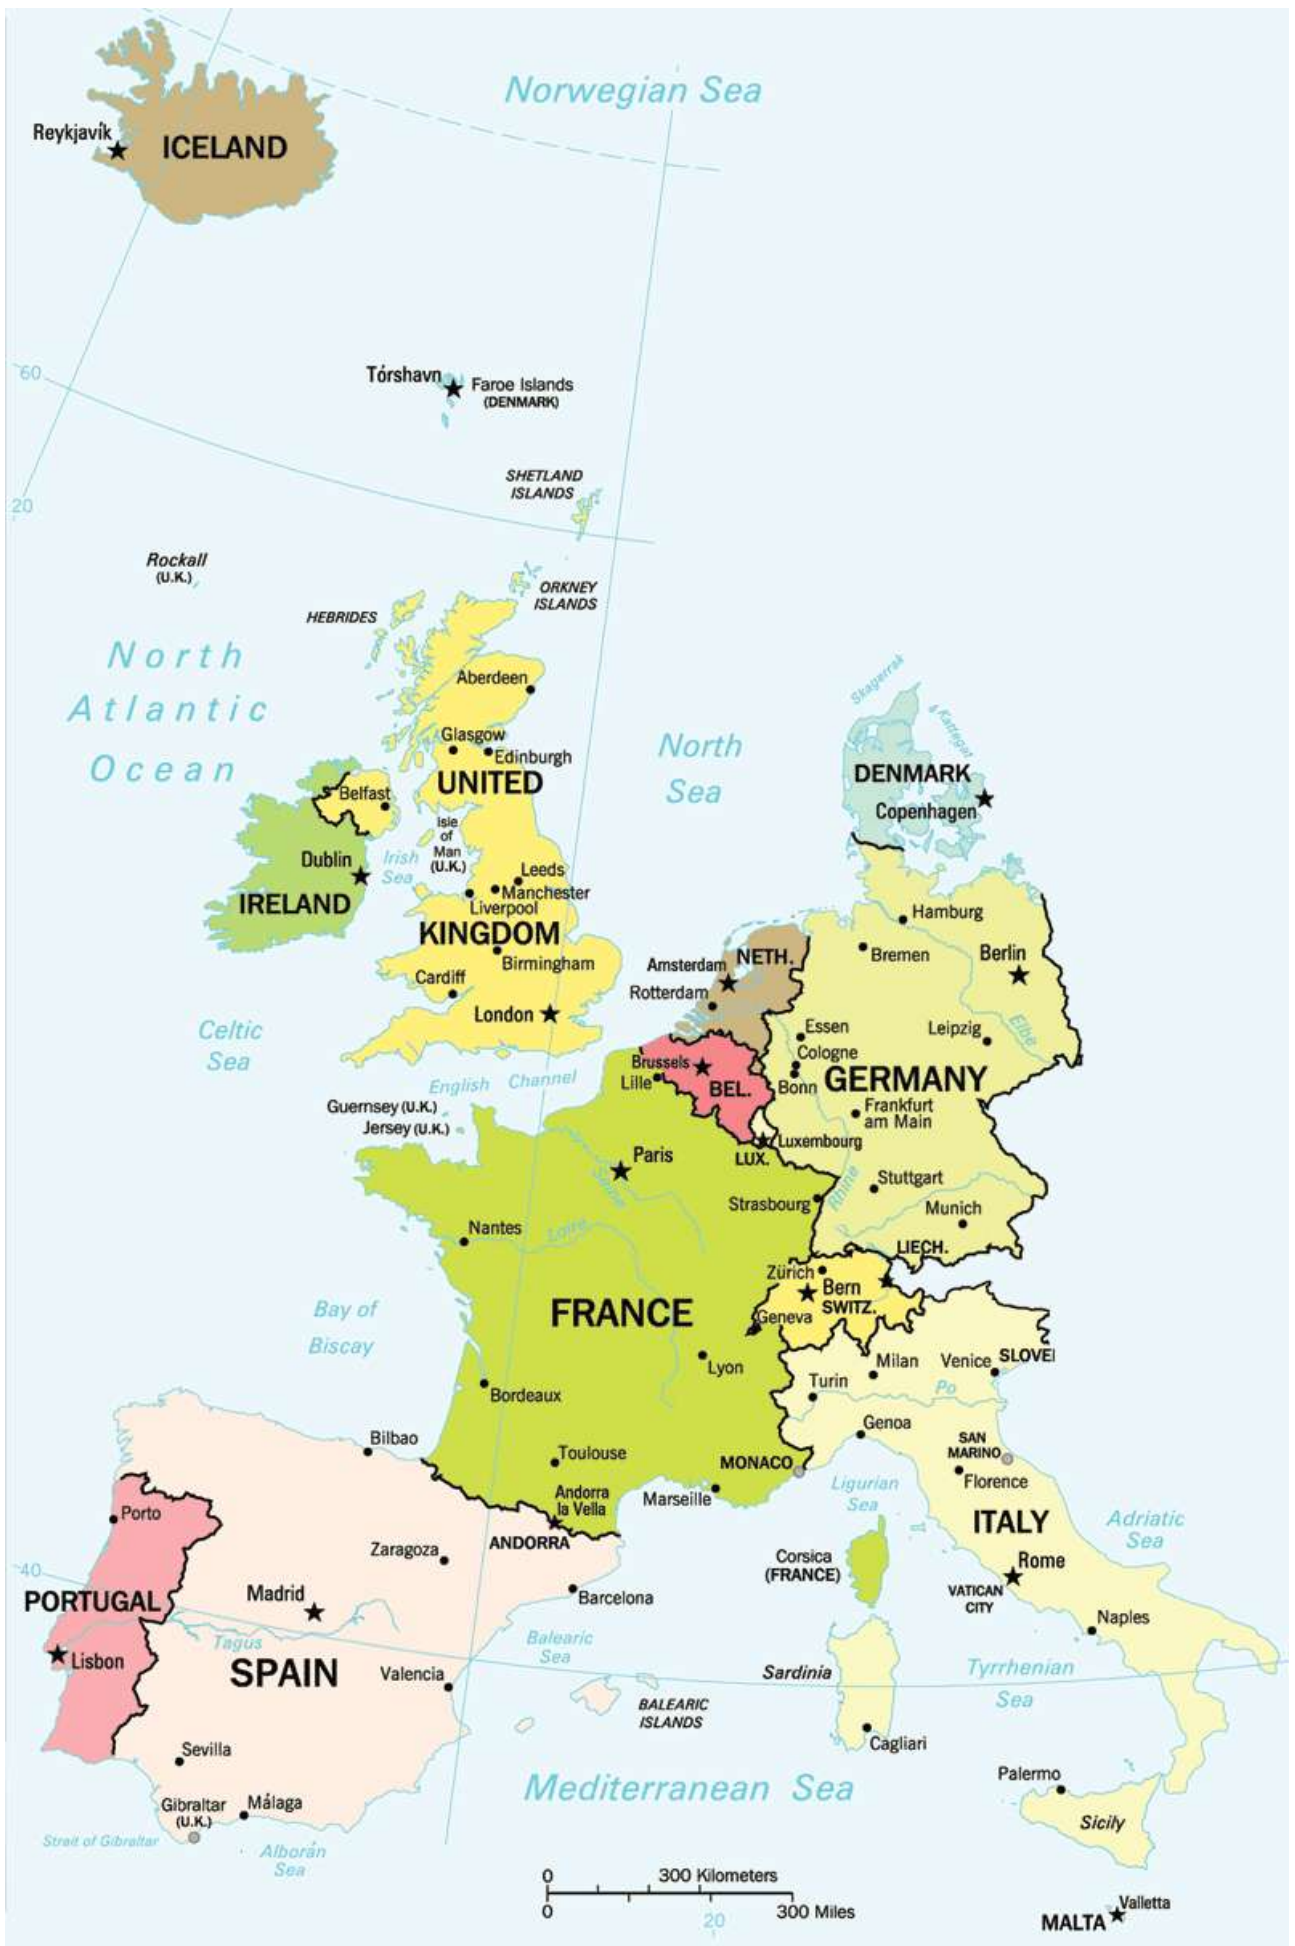 Norwegian Sea
Reykjavík
ICELAND
60
Tórshavn
Faroe Islands
(DENMARK)
SHETLAND
ISLANDS
20
Rockall
(U.K.)
ORKNEY
ISLANDS
HEBRIDES
North
Atlantic
Ocean
Aberdeen
Skagerrak
Kattegat
Glasgow
Edinburgh
UNITED
North
Sea
DENMARK
Copenhagen
Belfast
Isle
of
Man
(U.K.)
Irish
Sea
Dublin
IRELAND
Leeds
Manchester
Liverpool
KINGDOM
Birmingham
Cardiff
London
Hamburg
Bremen
Berlin
NETH.
Amsterdam
Rotterdam
Celtic
Sea
Essen
Leipzig
Elbe
Cologne
Bonn
GERMANY
Brussels
Lille
BEL.
English Channel
Guernsey (U.K.)
Jersey (U.K.)
Frankfurt
am Main
Luxembourg
LUX.
Paris
Seine
Rhine
Stuttgart
Strasbourg
Munich
Nantes
Loire
LIECH.
Zürich
Bern
SWITZ.
Geneva
Bay of
Biscay
FRANCE
Lyon
Milan
Venice
SLOVE
Turin
Po
Bordeaux
Genoa
Bilbao
Toulouse
MONACO
SAN
MARINO
Florence
Marseille
Ligurian
Sea
Andorra
la Vella
ANDORRA
Porto
ITALY
Adriatic
Sea
Zaragoza
Corsica
(FRANCE)
Rome
VATICAN
CITY
40
PORTUGAL
Madrid
Barcelona
Naples
Tagus
Lisbon
SPAIN
Valencia
Balearic
Sea
BALEARIC
ISLANDS
Sardinia
Tyrrhenian
Sea
Cagliari
Sevilla
Mediterranean Sea
Palermo
Sicily
Gibraltar
(U.K.)
Málaga
Strait of Gibraltar
Alborán
Sea
0
300 Kilometers
0
300 Miles
20
Valletta
MALTA